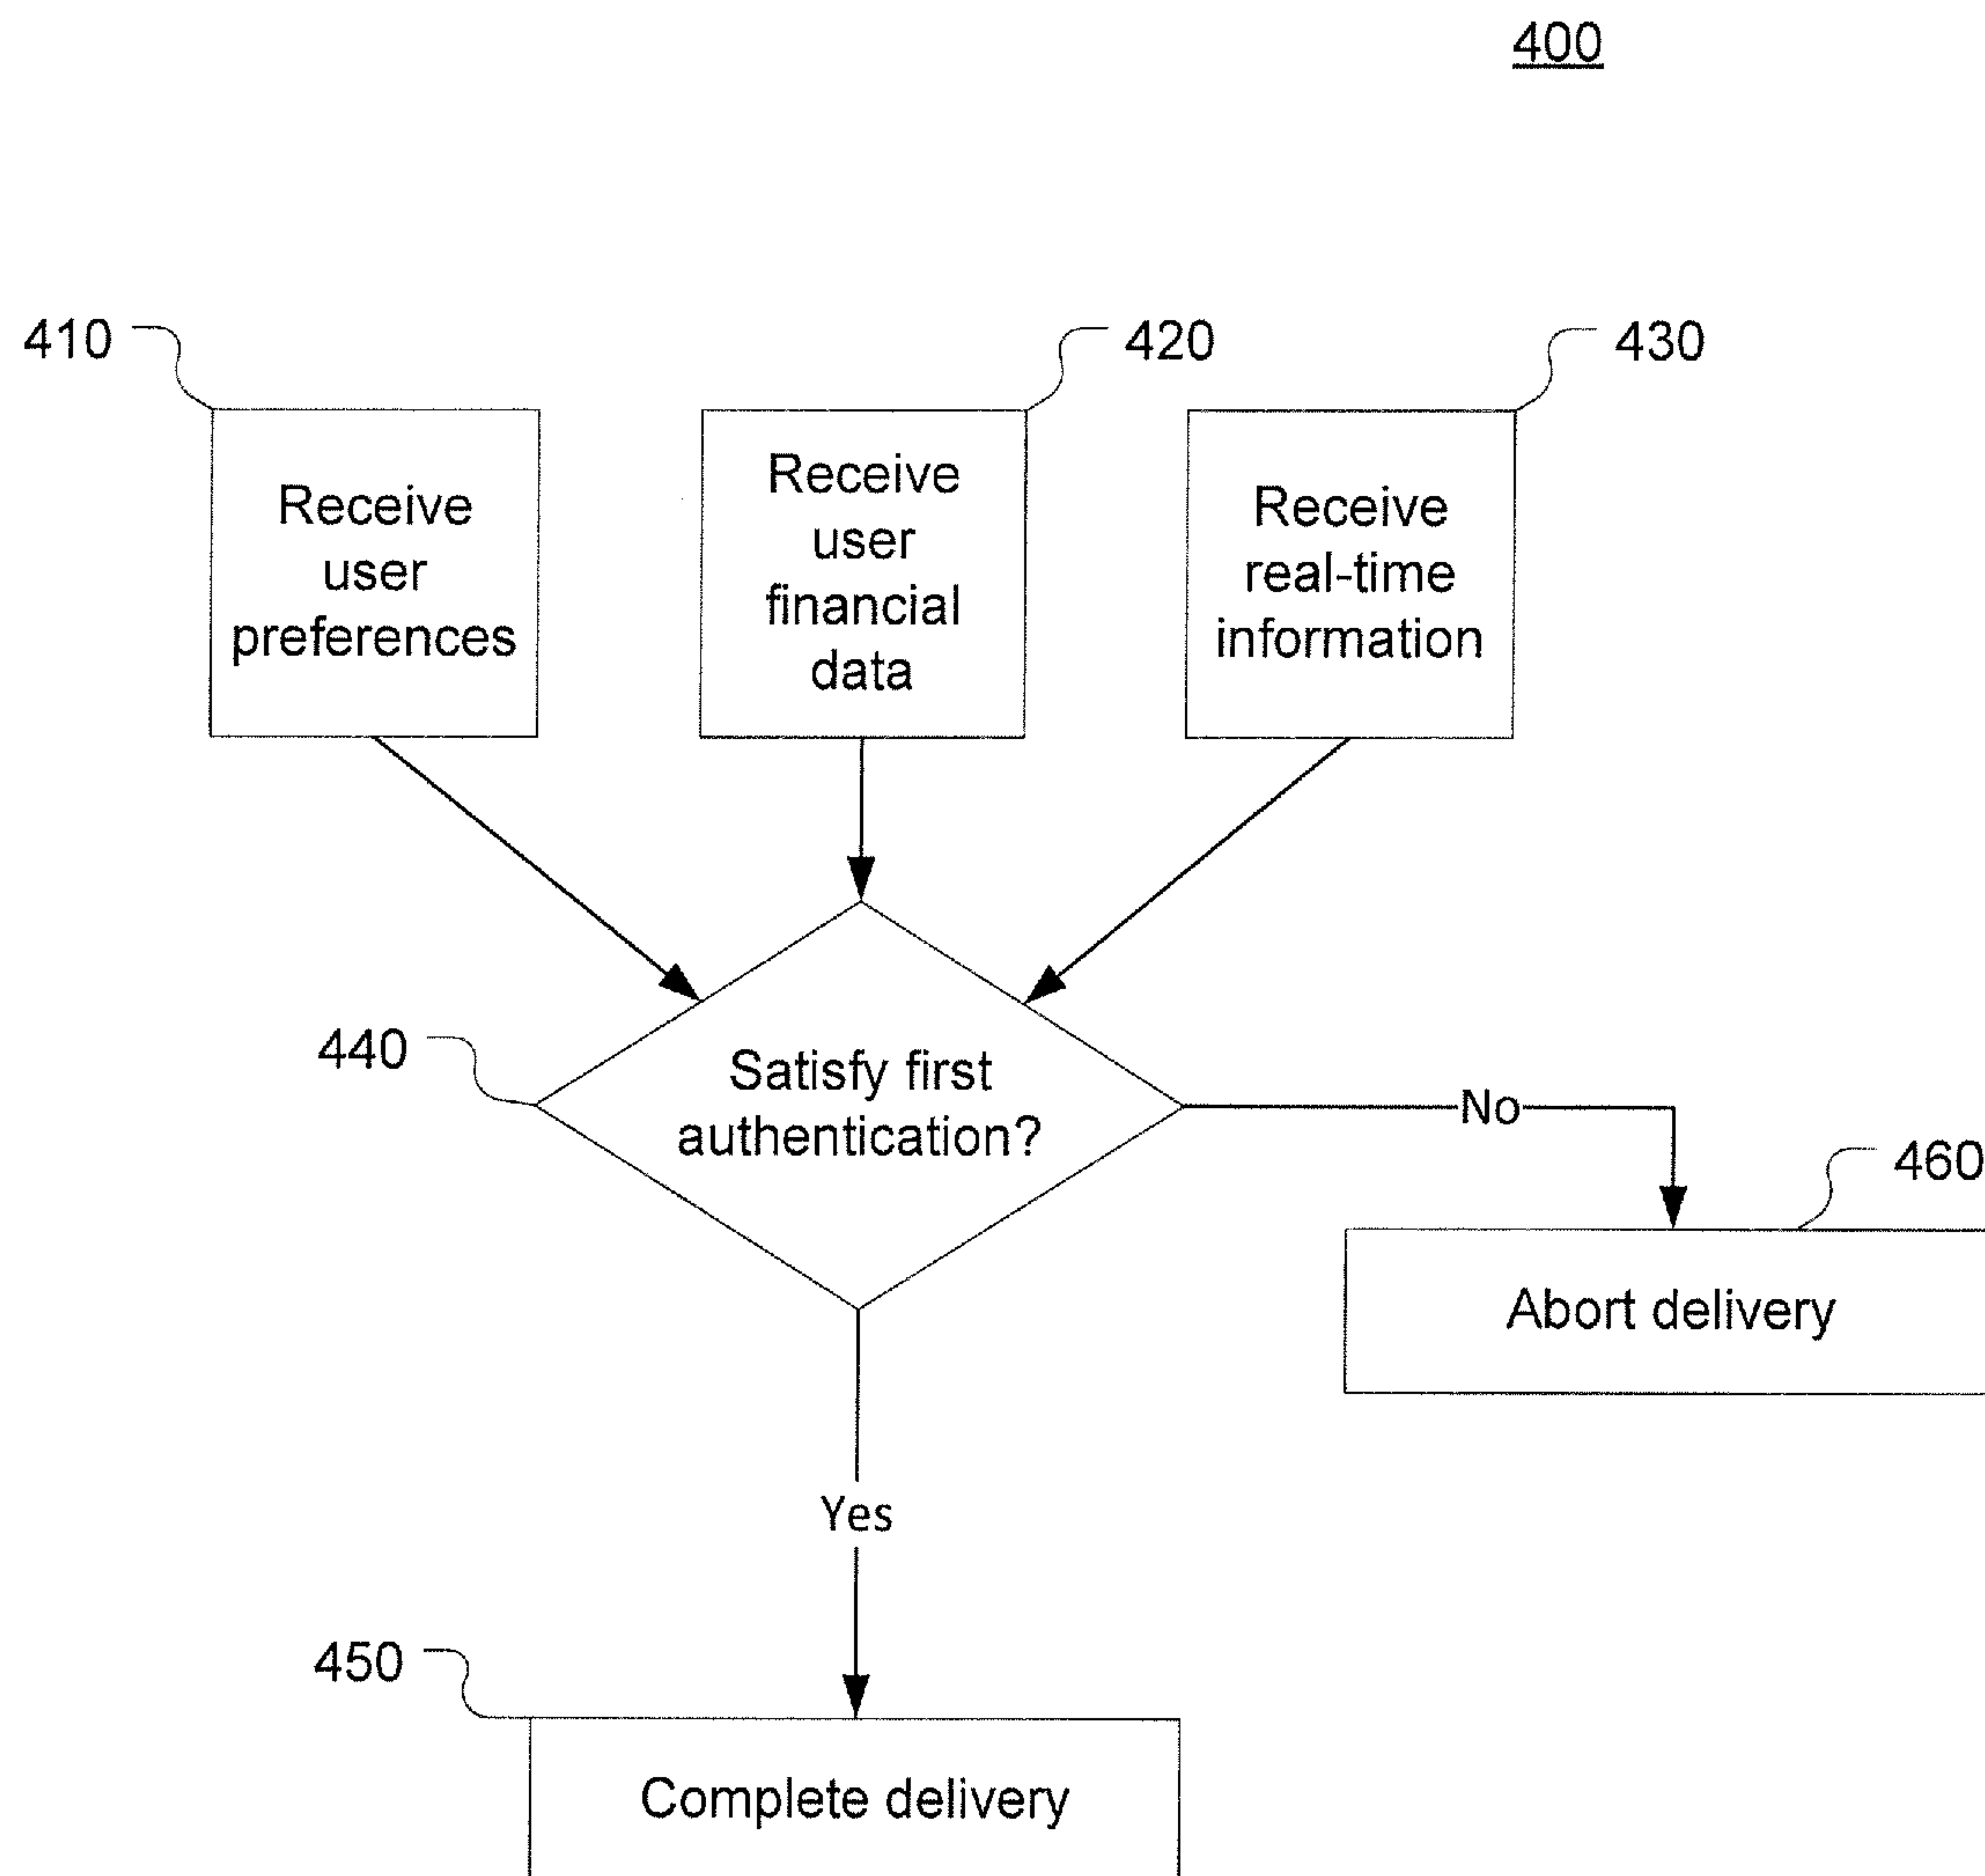 400
410
420
430
Receive
user
preferences
Receive
user
financial
data
Receive
real-time
information
440
Satisfy first
authentication?
No
460
Abort delivery
Yes
450
Complete delivery